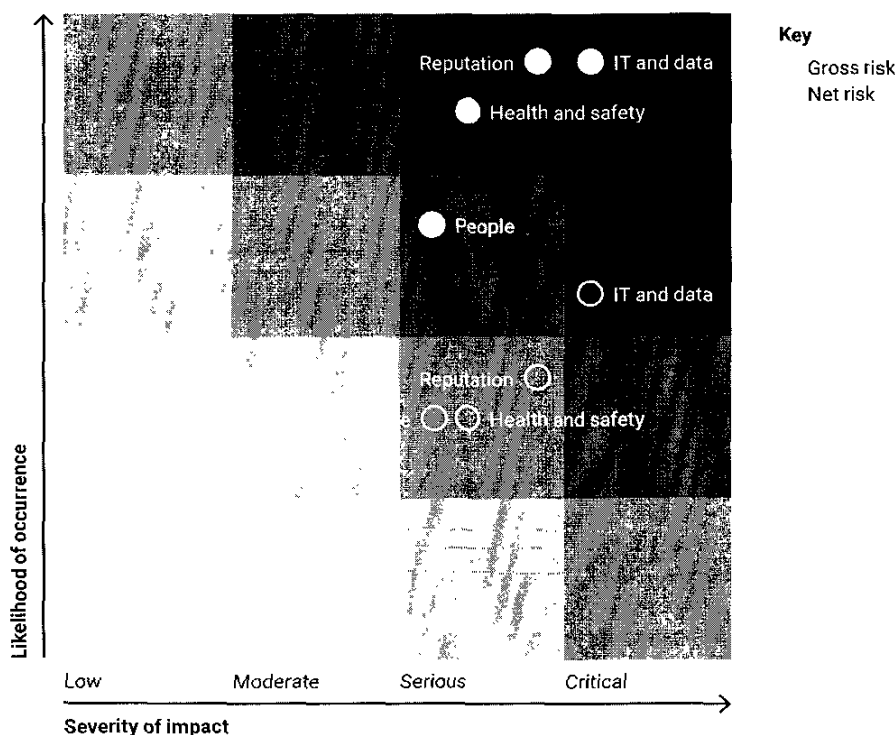 Key
Gross risk
Net risk
Reputation
IT and data
Health and safety
People
IT and data
Reputation
e
Health and safety
Likelihood of occurrence
Low
Moderate
Serious
Critical
Severity of impact